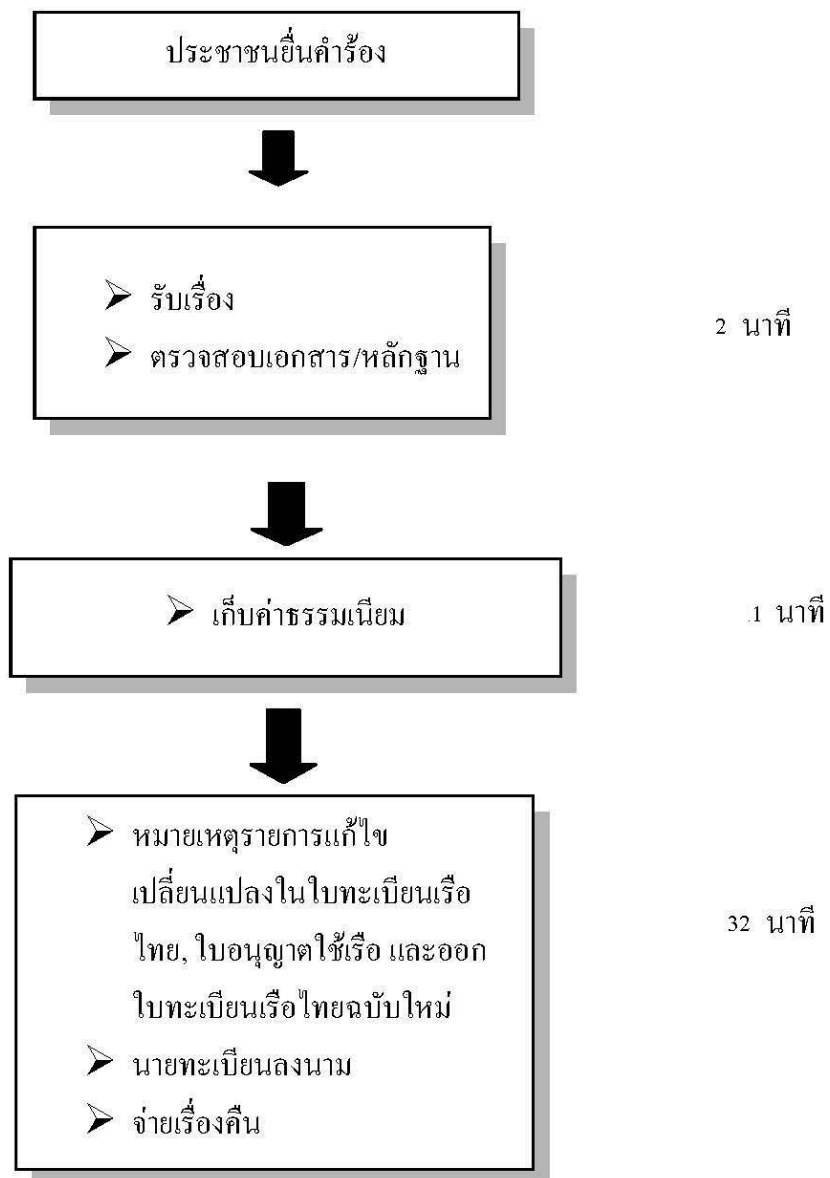 ประชาชนยื่นคำร้อง
➢ รับเรื่อง
➢ ตรวจสอบเอกสาร/หลักฐาน
2 นาที
➢ เก็บค่าธรรมเนียม
1 นาที
➢ หมายเหตุรายการแก้ไข
เปลี่ยนแปลงในใบทะเบียนเรือ
ไทย, ใบอนุญาตใช้เรือ และออก
ใบทะเบียนเรือไทยฉบับใหม่
32 นาที
➢ นายทะเบียนลงนาม
➢ จ่ายเรื่องคืน